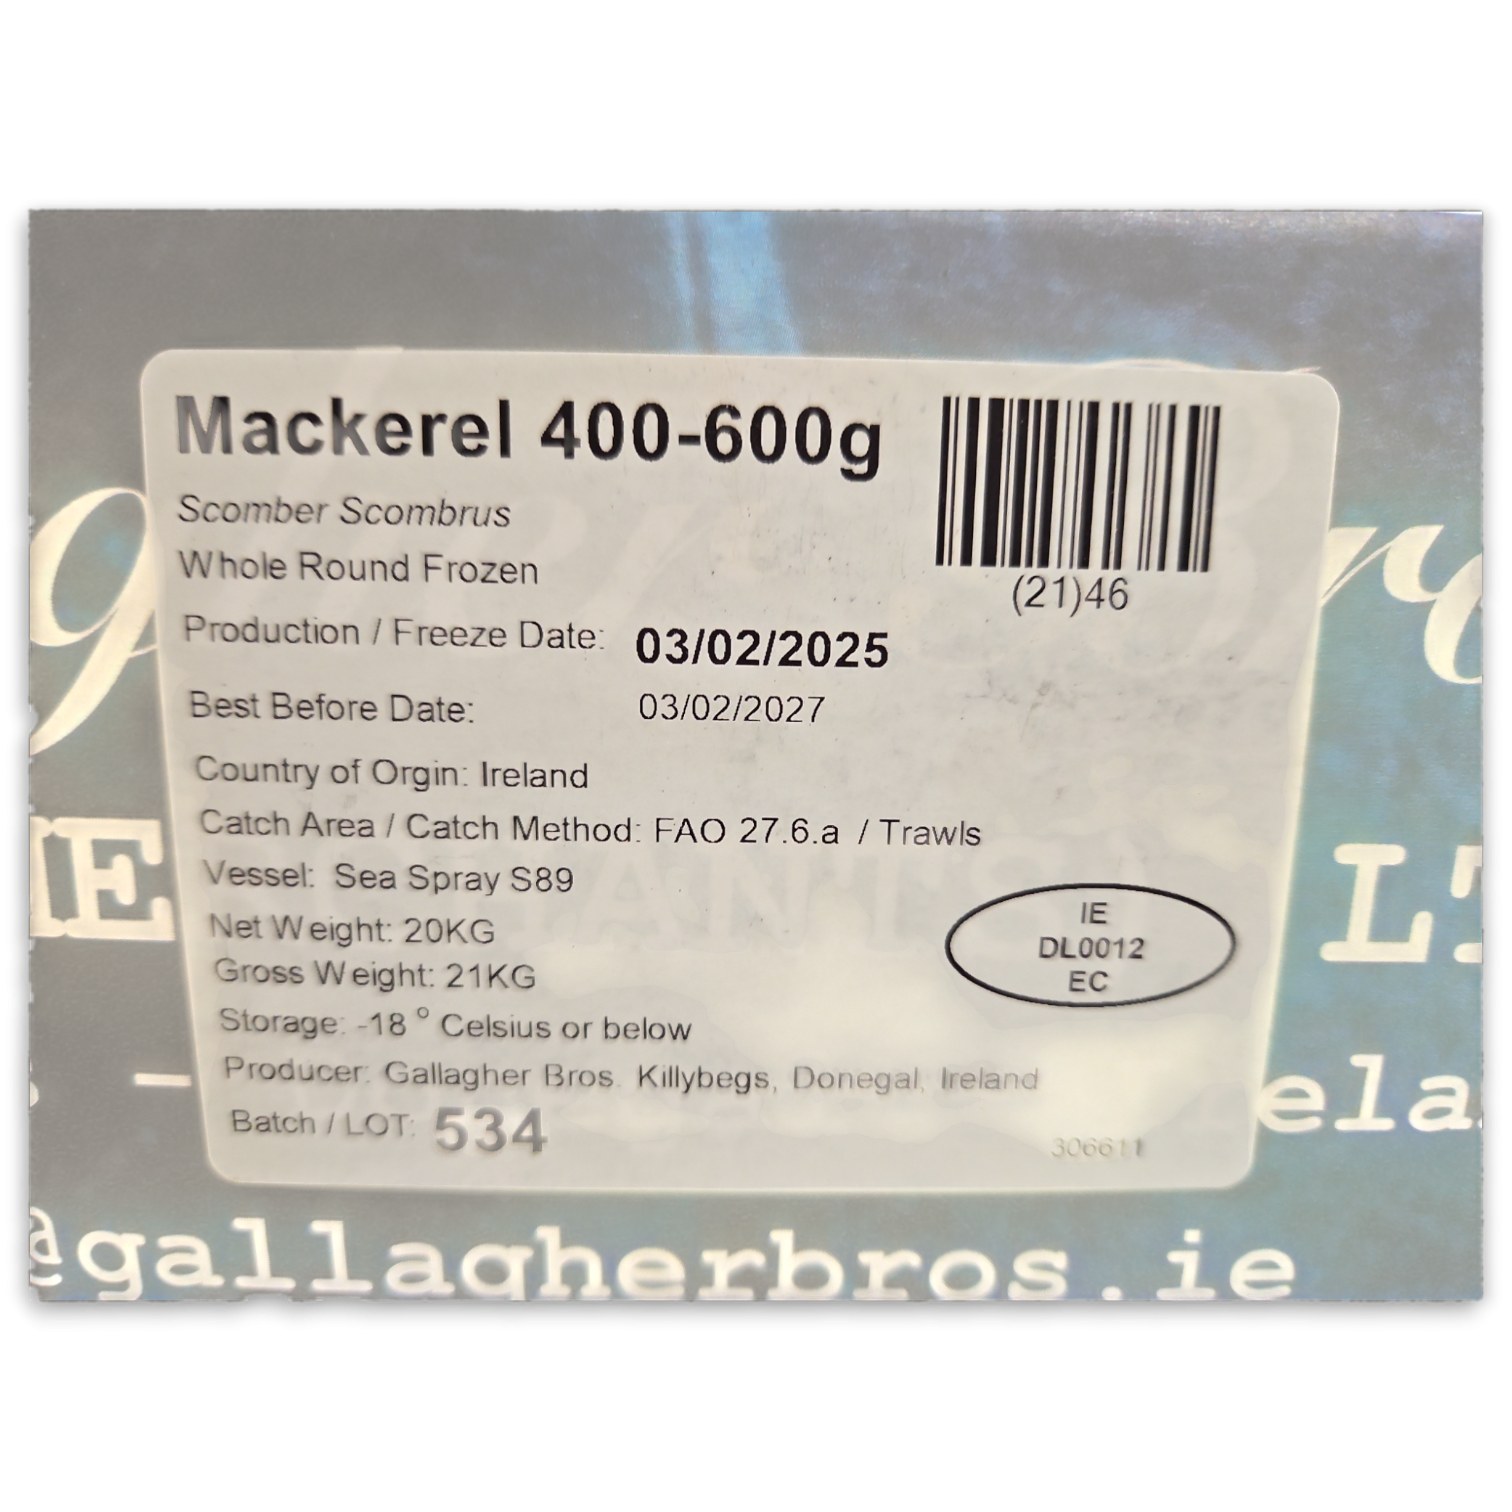 Mackerel 400-600g
Scomber Scombrus
Whole Round Frozen
(21)46
Production / Freeze Date: 03/02/2025
Best Before Date: 03/02/2027
Country of Orgin: Ireland
Catch Area / Catch Method: FAO 27.6.a / Trawls
Vessel: Sea Spray S89
Net Weight: 20KG
Gross Weight: 21KG
IE
DL0012
EC
Storage: -18 ° Celsius or below
Producer: Gallagher Bros. Killybegs, Donegal, Ireland
Batch / LOT: 534
306611
@gallagherbros.ie